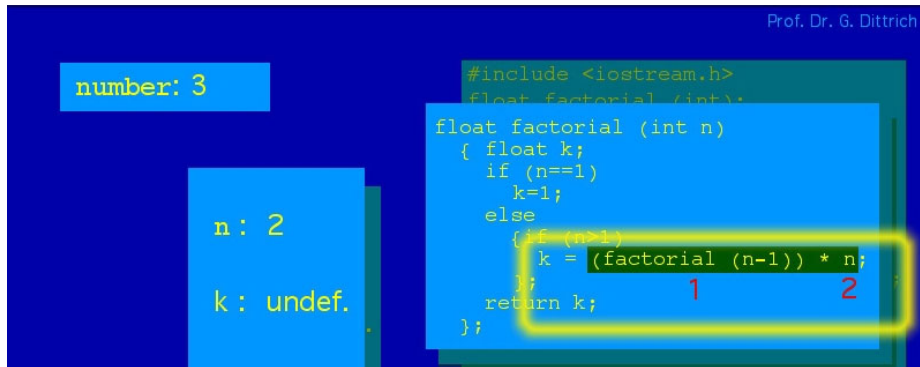 Prof. Dr. G. Dittrich
number: 3
#include <iostream.h>
float factorial (int);
float factorial (int n)
{ float k;
if (n==1)
k=1;
else
{if (n>1)
k = (factorial (n-1)) * n;
1 2
};
return k;
};
n : 2
k : undef.